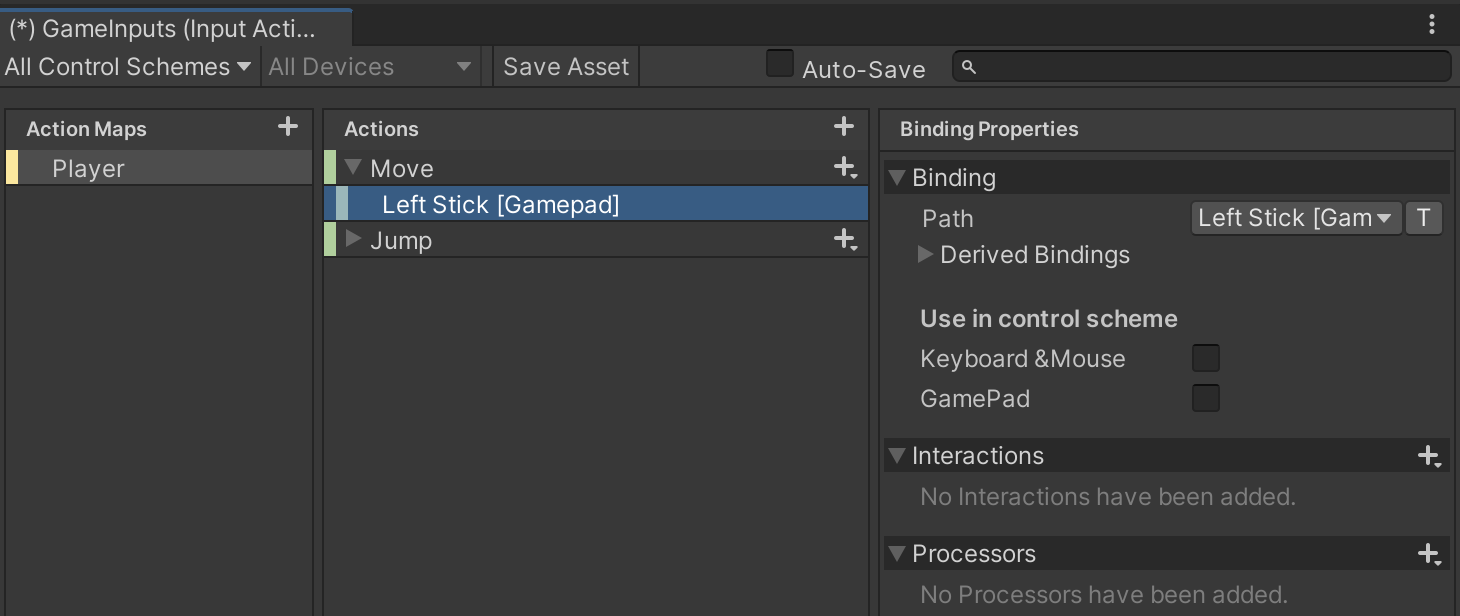 (*) GameInputs (Input Acti...
All Control Schemes All Devices Save Asset Auto-Save
Action Maps Actions Binding Properties
Player
Move
Left Stick [Gamepad]
Jump
Binding
Path Left Stick [Gam T
Derived Bindings
Use in control scheme
Keyboard &Mouse
GamePad
Interactions
No Interactions have been added.
Processors
No Processors have been added.